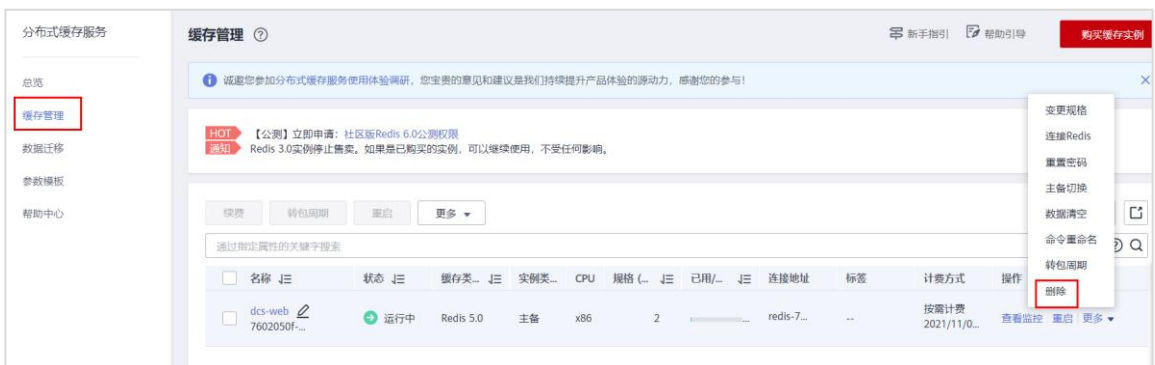 分布式缓存服务
总览
缓存管理
数据迁移
参数模板
帮助中心
缓存管理
新手指引 帮助引导 购买缓存实例
诚邀您参加分布式缓存服务使用体验调研，您宝贵的意见和建议是我们持续提升产品体验的源动力，感谢您的参与！
HOT 【公测】立即申请：社区版Redis 6.0公测权限
通知 Redis 3.0实例停止售卖。如果是已购买的实例，可以继续使用，不受任何影响。
续费 转包周期 重启 更多
通过指定属性的关键字搜索
名称 状态 缓存类... 实例类... CPU 规格 (... 已用/... 连接地址 标签 计费方式 操作
dcs-web 运行中 Redis 5.0 主备 x86 2 ... redis-7... -- 按需计费 查看监控 重启 更多
7602050f-... 2021/11/0...
变更规格
连接Redis
重置密码
主备切换
数据清空
命令重命名
转包周期
删除